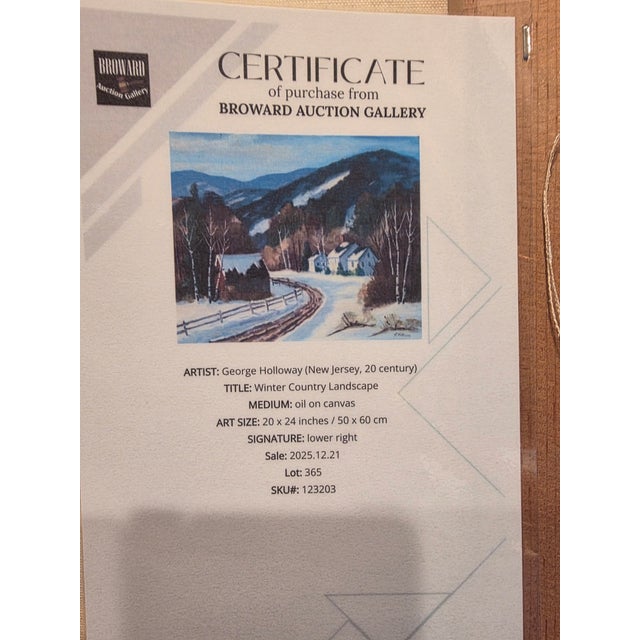 BROWARD
Auction Gallery
CERTIFICATE
of purchase from
BROWARD AUCTION GALLERY
ARTIST: George Holloway (New Jersey, 20 century)
TITLE: Winter Country Landscape
MEDIUM: oil on canvas
ART SIZE: 20 x 24 inches / 50 x 60 cm
SIGNATURE: lower right
Sale: 2025.12.21
Lot: 365
SKU#: 123203